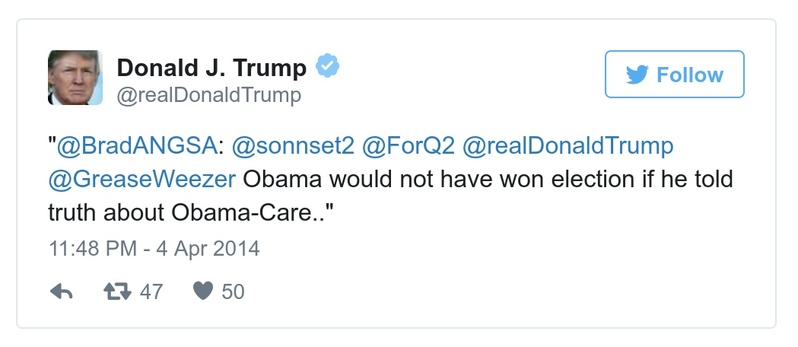 Donald J. Trump
@realDonaldTrump
Follow
"@BradANGSA: @sonnset2 @ForQ2 @realDonaldTrump
@GreaseWeezer Obama would not have won election if he told
truth about Obama-Care.."
11:48 PM - 4 Apr 2014
47 50